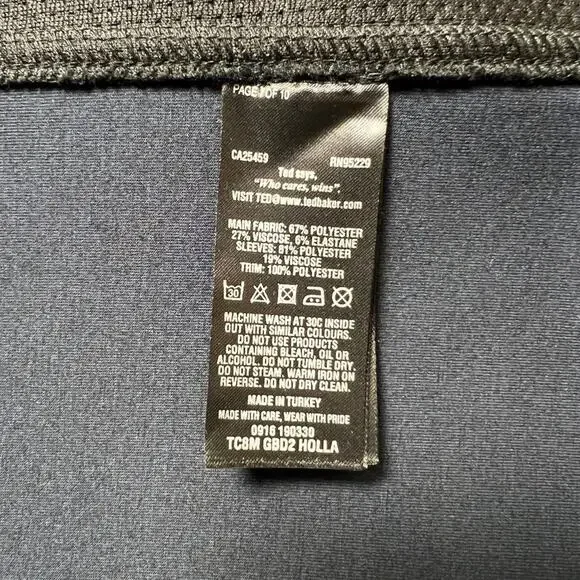 PAGE 1 OF 10
CA25459 RN95229
Ted says,
"Who cares, wins".
VISIT TED@www.tedbaker.com
MAIN FABRIC: 67% POLYESTER
27% VISCOSE, 6% ELASTANE
SLEEVES: 81% POLYESTER
19% VISCOSE
TRIM: 100% POLYESTER
30
MACHINE WASH AT 30C INSIDE
OUT WITH SIMILAR COLOURS.
DO NOT USE PRODUCTS
CONTAINING BLEACH, OIL OR
ALCOHOL. DO NOT TUMBLE DRY.
DO NOT STEAM. WARM IRON ON
REVERSE. DO NOT DRY CLEAN.
MADE IN TURKEY
MADE WITH CARE, WEAR WITH PRIDE
0916 190330
TC8M GBD2 HOLLA